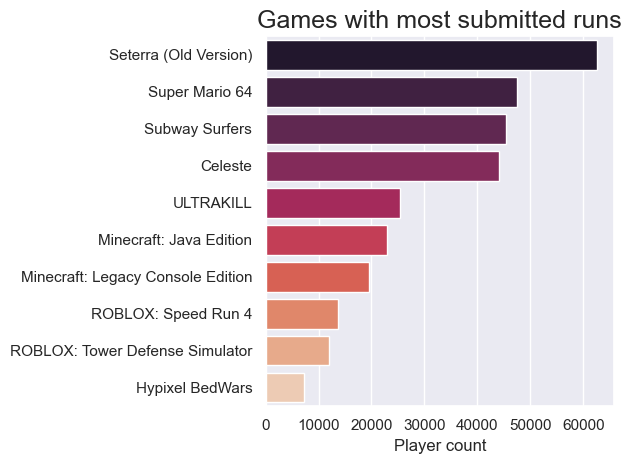 Games with most submitted runs
Seterra (Old Version)
Super Mario 64
Subway Surfers
Celeste
ULTRAKILL
Minecraft: Java Edition
Minecraft: Legacy Console Edition
ROBLOX: Speed Run 4
ROBLOX: Tower Defense Simulator
Hypixel BedWars
0 10000 20000 30000 40000 50000 60000
Player count